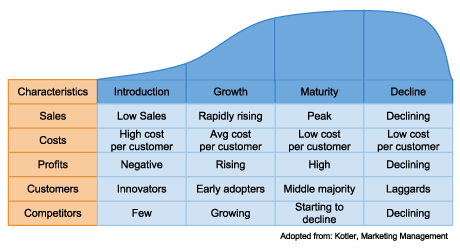 Characteristics Introduction Growth Maturity Decline
Sales Low Sales Rapidly rising Peak Declining
Costs High cost per customer Avg cost per customer Low cost per customer Low cost per customer
Profits Negative Rising High Declining
Customers Innovators Early adopters Middle majority Laggards
Competitors Few Growing Starting to decline Declining
Adopted from: Kotler, Marketing Management